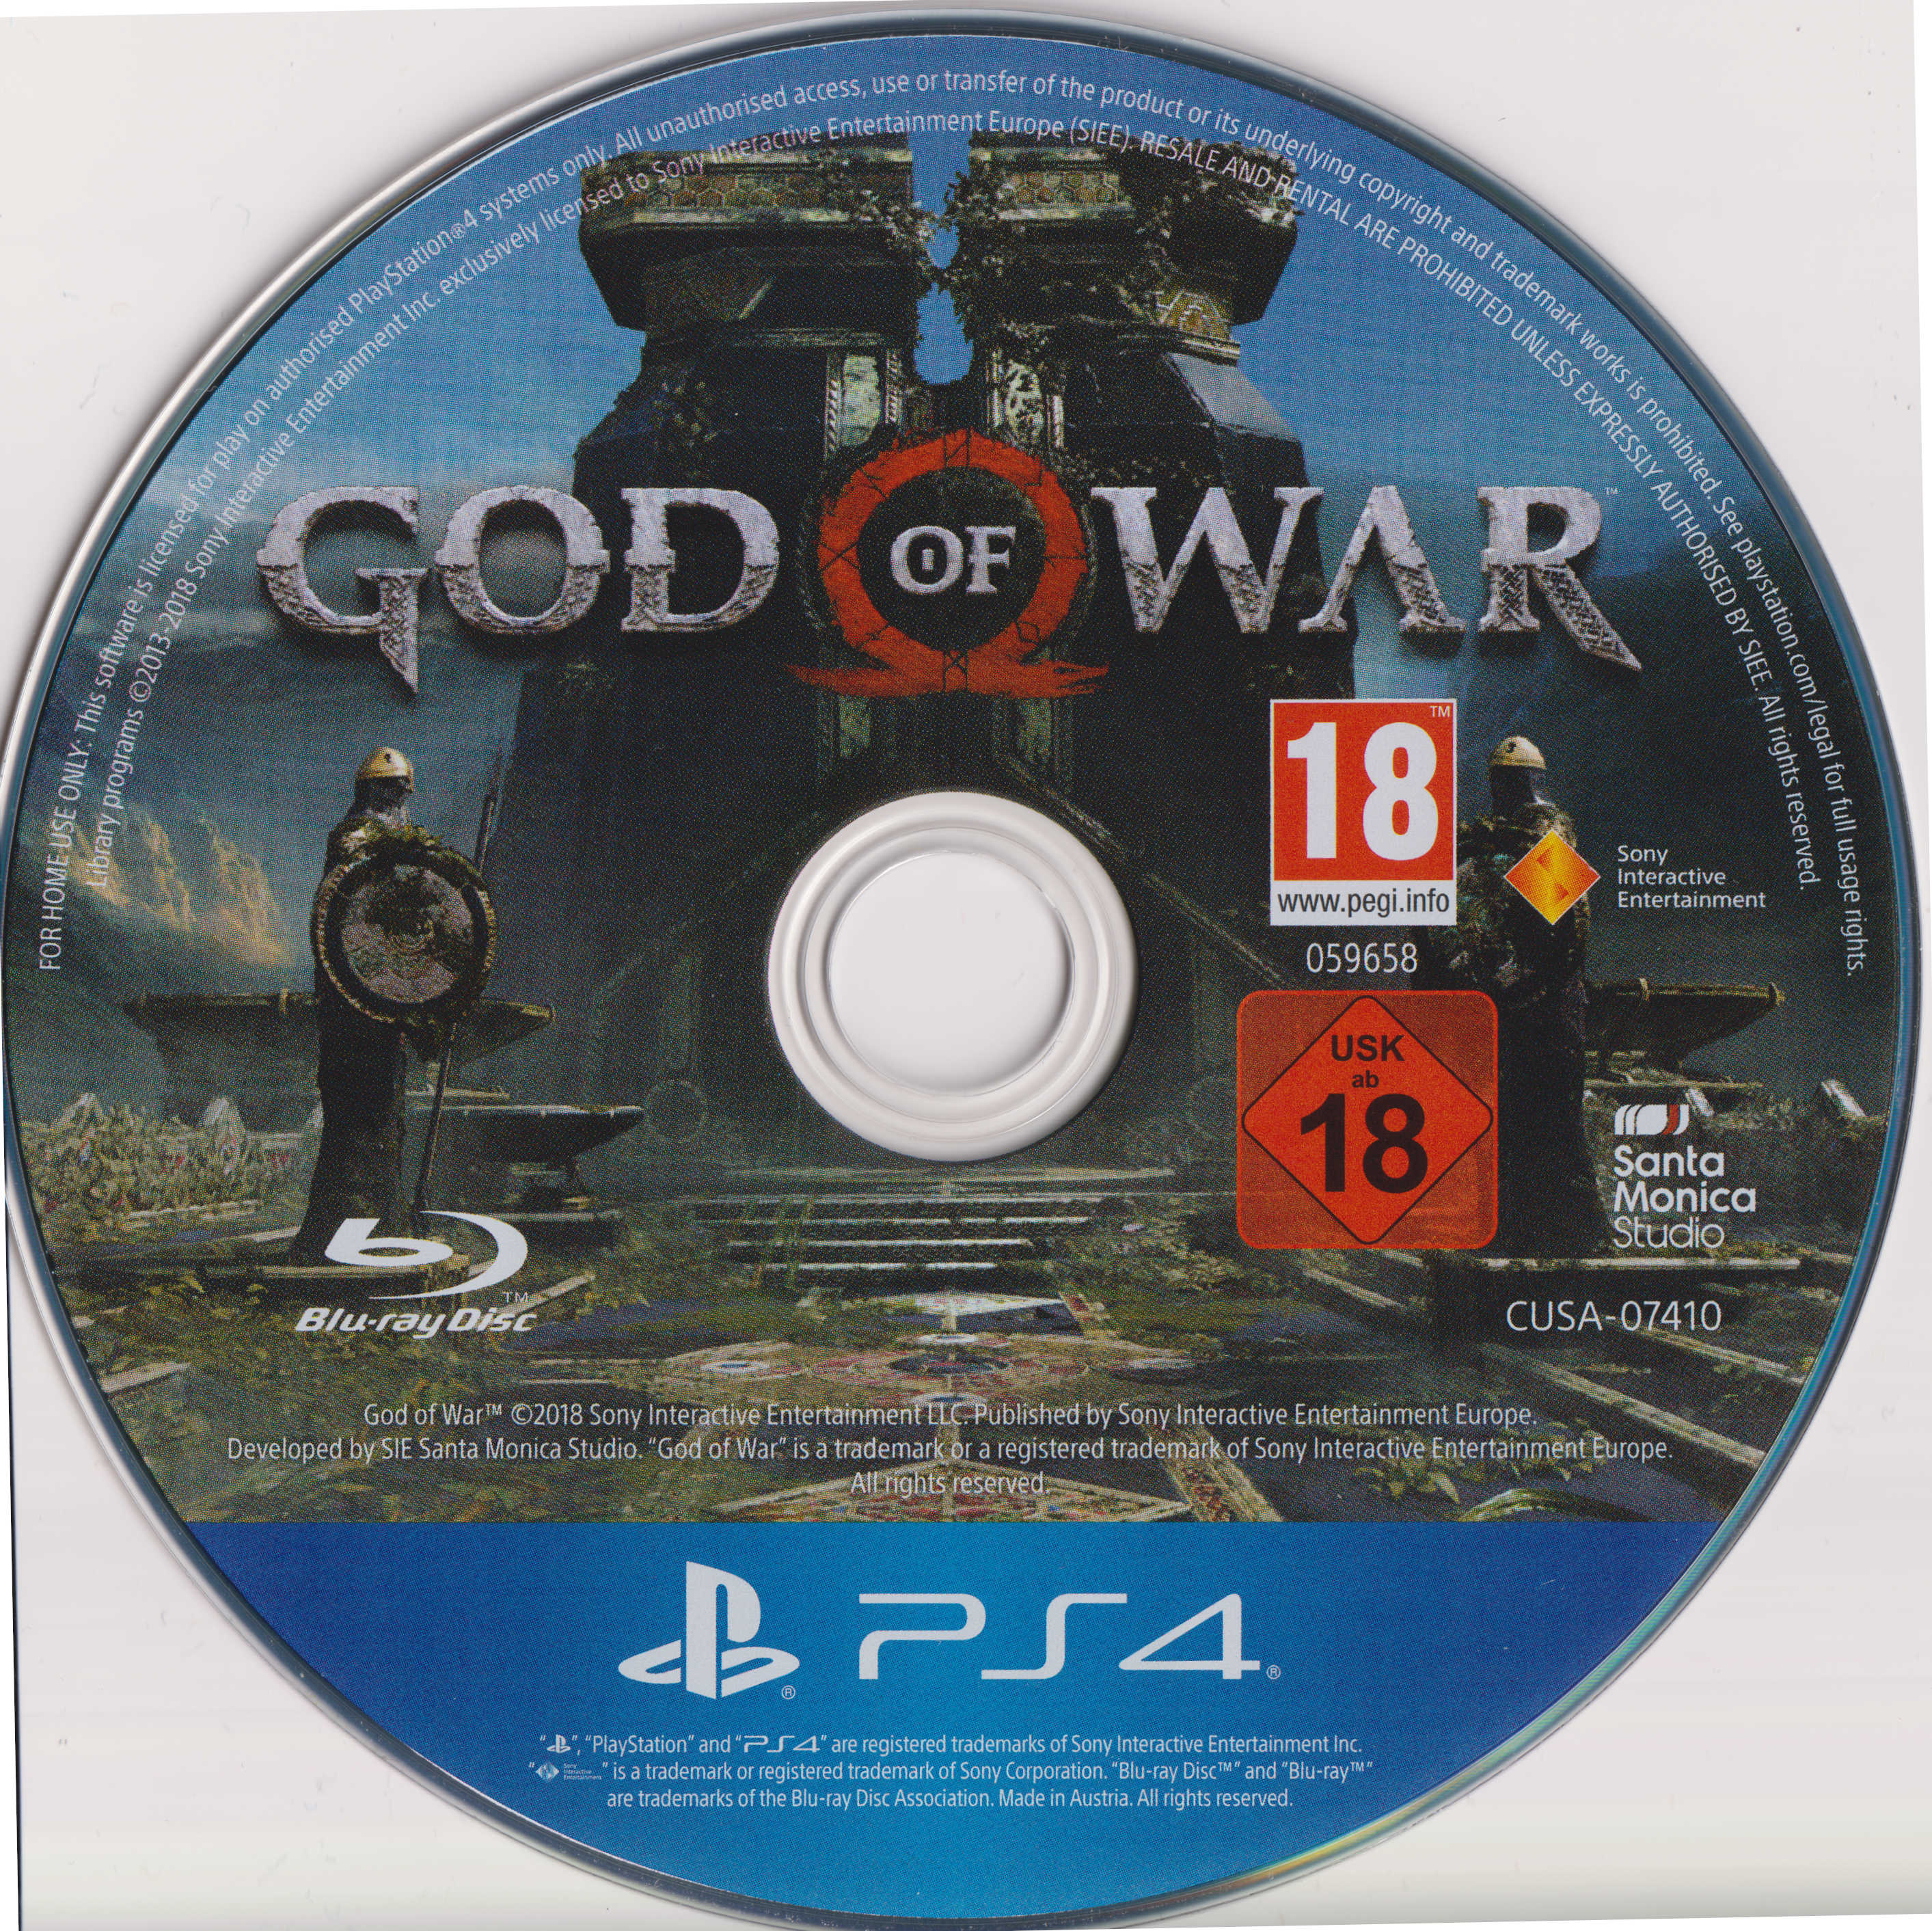 FOR HOME USE ONLY: This software is licensed for play on authorised PlayStation®4 systems only. All unauthorised access, use or transfer of the product or its underlying copyright and trademark works is prohibited. See playstation.com/legal for full usage rights.
Library programs ©2013-2018 Sony Interactive Entertainment Inc. exclusively licensed to Sony Interactive Entertainment Europe (SIEE). RESALE AND RENTAL ARE PROHIBITED UNLESS EXPRESSLY AUTHORISED BY SIEE. All rights reserved.
GOD OF WAR™
18™
www.pegi.info
Sony
Interactive
Entertainment
059658
USK
ab
18
Santa
Monica
Studio
Blu-ray Disc™
CUSA-07410
God of War™ ©2018 Sony Interactive Entertainment LLC. Published by Sony Interactive Entertainment Europe.
Developed by SIE Santa Monica Studio. “God of War” is a trademark or a registered trademark of Sony Interactive Entertainment Europe.
All rights reserved.
® PS4®
“ ”, “PlayStation” and “PS4” are registered trademarks of Sony Interactive Entertainment Inc.
“ Sony Interactive Entertainment ” is a trademark or registered trademark of Sony Corporation. “Blu-ray Disc™” and “Blu-ray™”
are trademarks of the Blu-ray Disc Association. Made in Austria. All rights reserved.